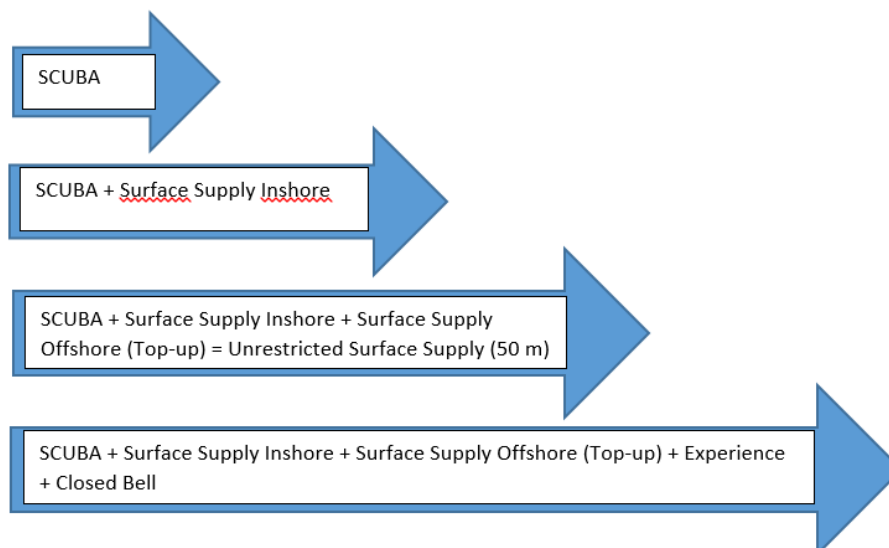 SCUBA
SCUBA + Surface Supply Inshore
SCUBA + Surface Supply Inshore + Surface Supply
Offshore (Top-up) = Unrestricted Surface Supply (50 m)
SCUBA + Surface Supply Inshore + Surface Supply Offshore (Top-up) + Experience
+ Closed Bell